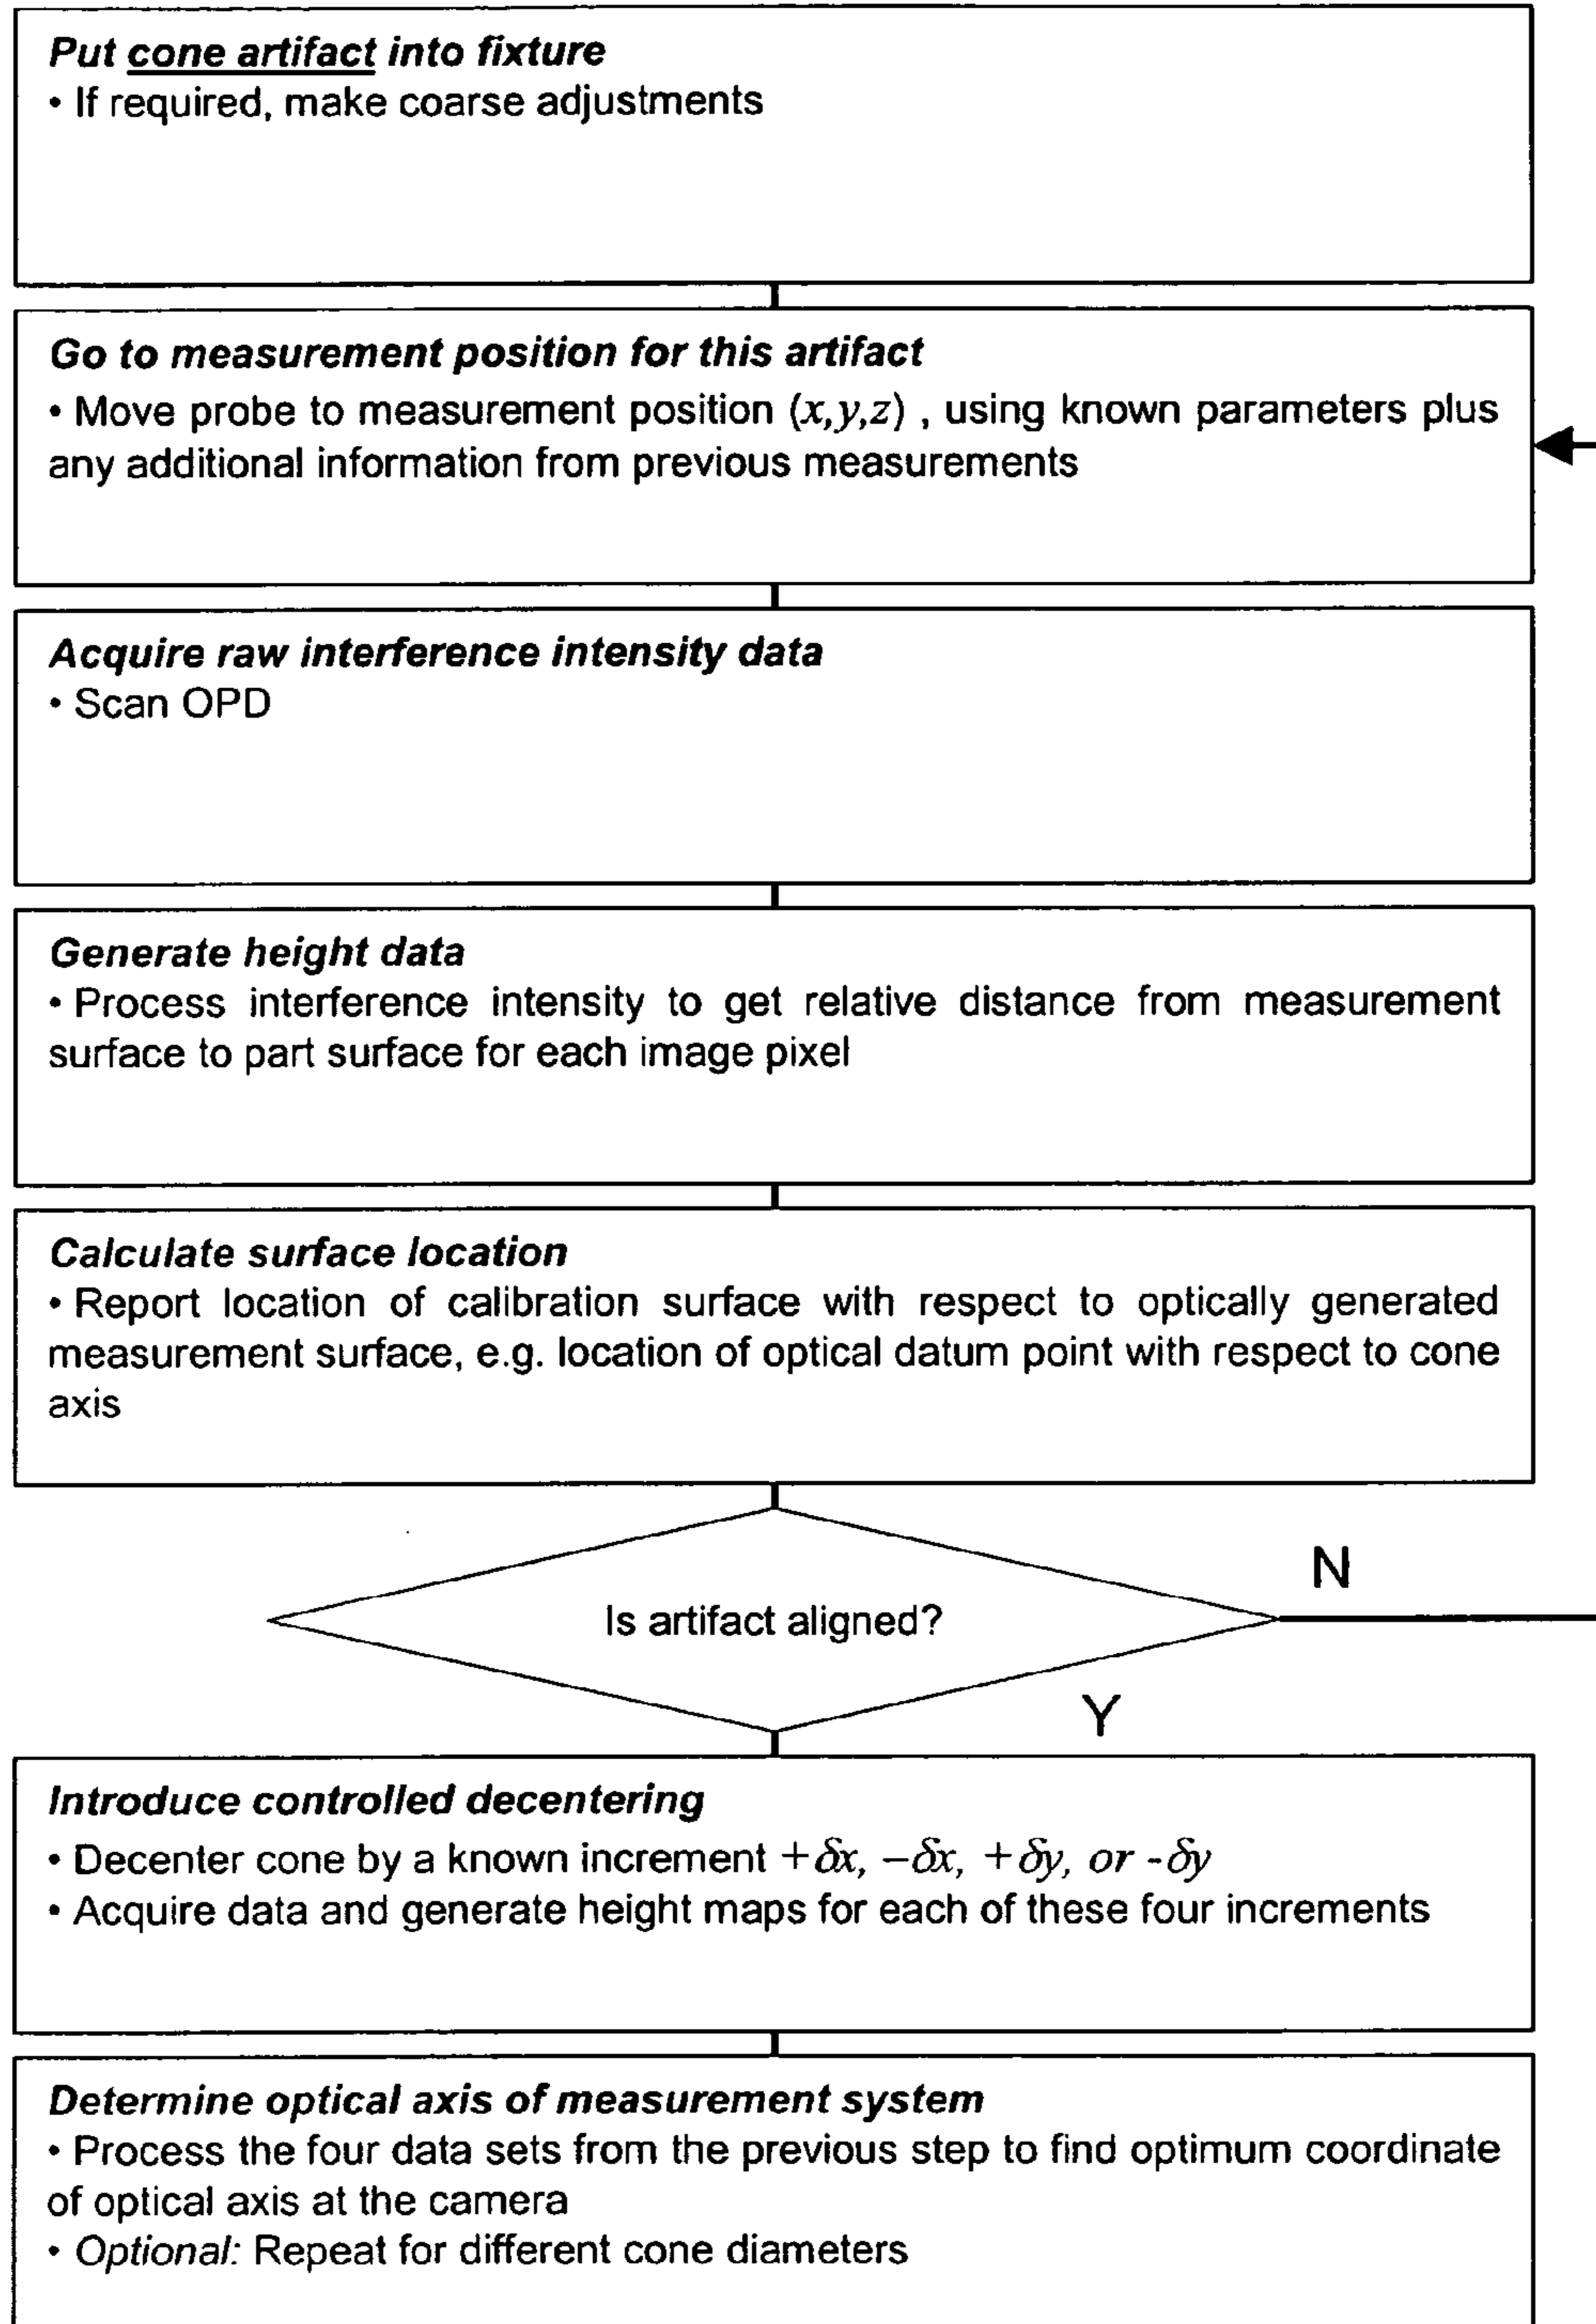 Put cone artifact into fixture
• If required, make coarse adjustments
Go to measurement position for this artifact
• Move probe to measurement position (x,y,z) , using known parameters plus
any additional information from previous measurements
Acquire raw interference intensity data
• Scan OPD
Generate height data
• Process interference intensity to get relative distance from measurement
surface to part surface for each image pixel
Calculate surface location
• Report location of calibration surface with respect to optically generated
measurement surface, e.g. location of optical datum point with respect to cone
axis
N
Is artifact aligned?
Y
Introduce controlled decentering
• Decenter cone by a known increment +δx, −δx, +δy, or -δy
• Acquire data and generate height maps for each of these four increments
Determine optical axis of measurement system
• Process the four data sets from the previous step to find optimum coordinate
of optical axis at the camera
• Optional: Repeat for different cone diameters